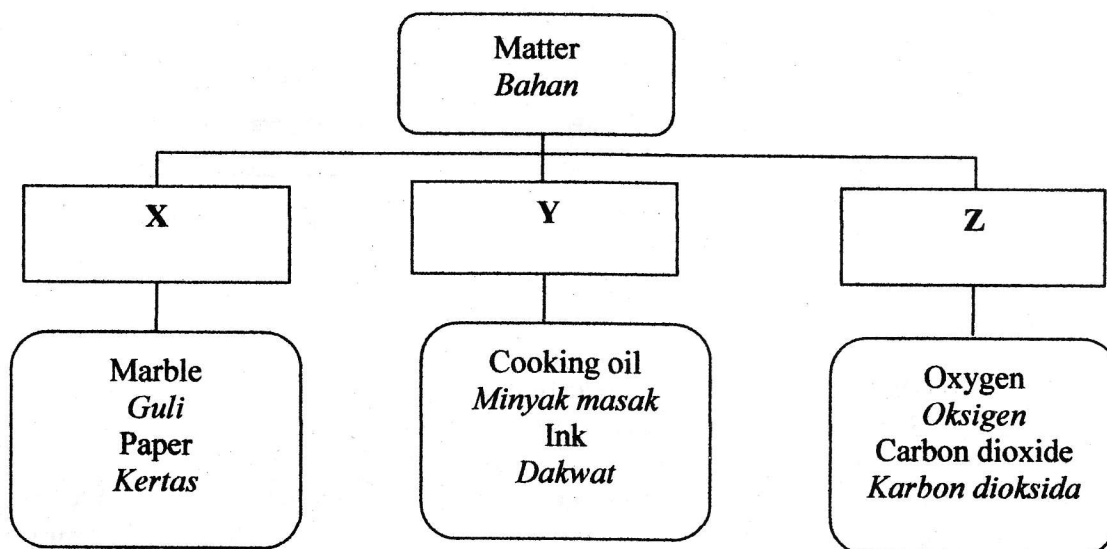 Matter
Bahan
X
Y
Z
Marble
Guli
Paper
Kertas
Cooking oil
Minyak masak
Ink
Dakwat
Oxygen
Oksigen
Carbon dioxide
Karbon dioksida